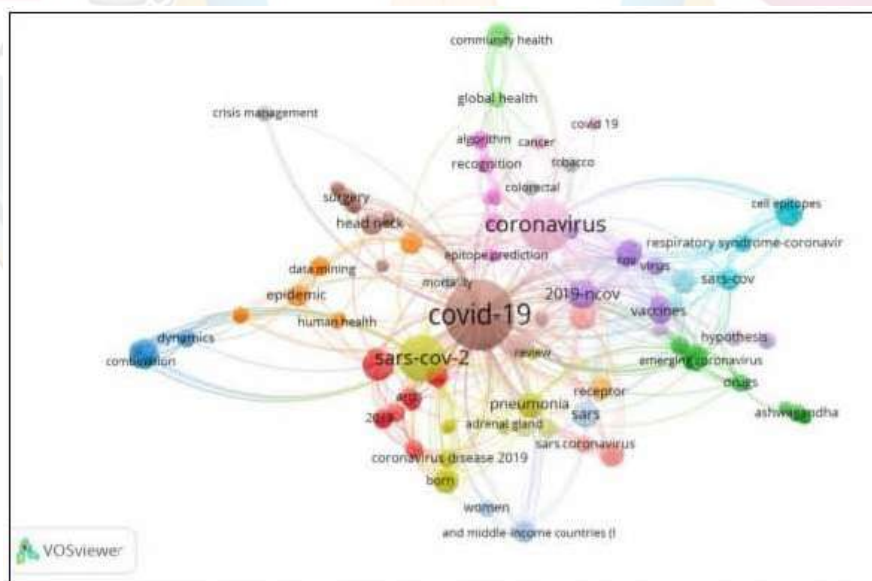 community health
global health
crisis management
covid 19
algorithm
cancer
recognition
tobacco
colorectal
surgery
cell epitopes
head neck
coronavirus
respiratory syndrome-coronavir
epitope prediction
cov
virus
data mining
sars-cov
mortality
epidemic
2019-ncov
covid-19
vaccines
human health
dynamics
hypothesis
review
combination
sars-cov-2
emerging coronavirus
drugs
receptor
pneumonia
sars
ashwagandha
adrenal gland
sars coronavirus
coronavirus disease 2019
born
women
and middle-income countries (l
VOSviewer